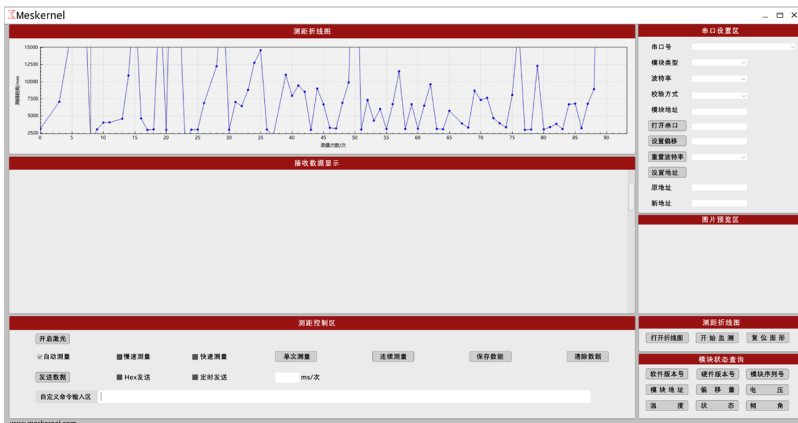 Meskernel
测距折线图
15000
12500
10000
7500
5000
2500
测量距离/mm
0 5 10 15 20 25 30 35 40 45 50 55 60 65 70 75 80 85 90
测量次数/次
接收数据显示
测距控制区
开启激光
自动测量 慢速测量 快速测量 单次测量 连续测量 保存数据 清除数据
发送数据 Hex发送 定时发送 ms/次
自定义命令输入区
www.meskernel.com
串口设置区
串口号
模块类型
波特率
校验方式
模块地址
打开串口
设置偏移
重置波特率
设置地址
原地址
新地址
图片预览区
测距折线图
打开折线图 开始监测 复位图形
模块状态查询
软件版本号 硬件版本号 模块序列号
模块地址 偏移量 电压
温度 状态 倾角